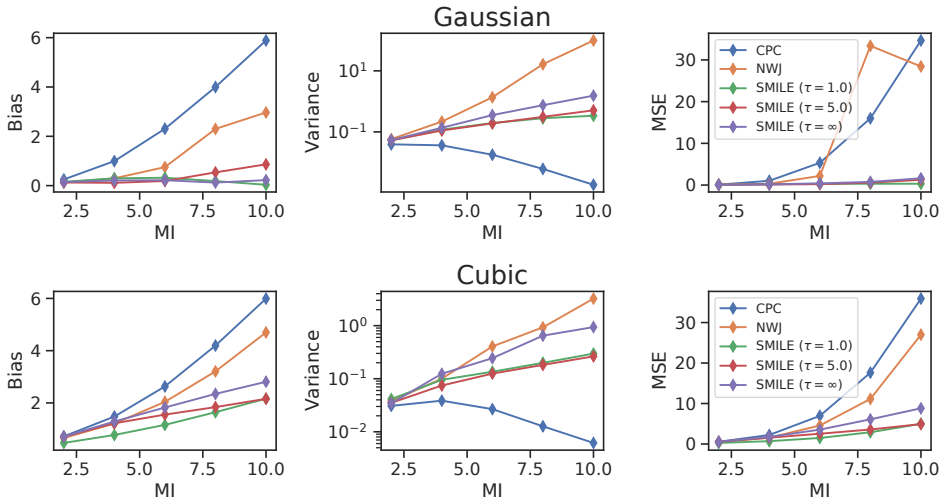 Gaussian
Bias
6
4
2
0
2.5 5.0 7.5 10.0
MI
Variance
10¹
10⁻¹
2.5 5.0 7.5 10.0
MI
MSE
30
20
10
0
2.5 5.0 7.5 10.0
MI
CPC
NWJ
SMILE (τ = 1.0)
SMILE (τ = 5.0)
SMILE (τ = ∞)
Cubic
Bias
6
4
2
2.5 5.0 7.5 10.0
MI
Variance
10⁰
10⁻¹
10⁻²
2.5 5.0 7.5 10.0
MI
MSE
30
20
10
0
2.5 5.0 7.5 10.0
MI
CPC
NWJ
SMILE (τ = 1.0)
SMILE (τ = 5.0)
SMILE (τ = ∞)